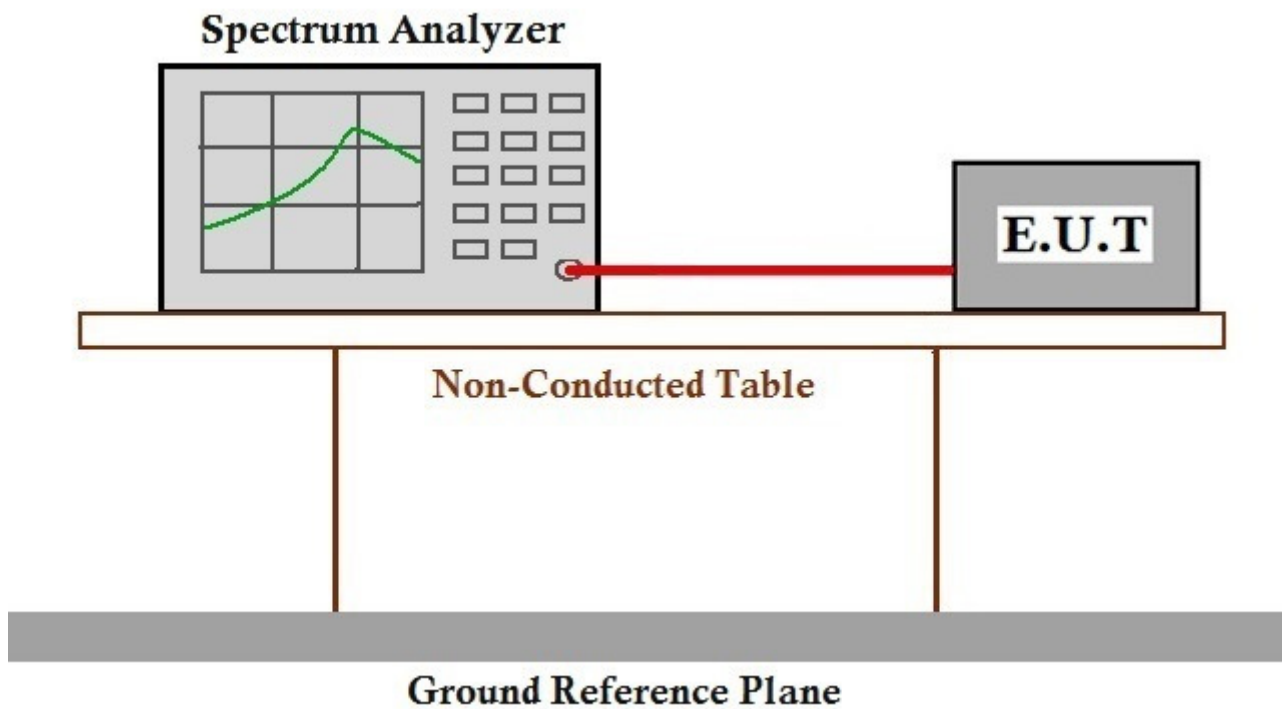 Spectrum Analyzer
E.U.T
Non-Conducted Table
Ground Reference Plane